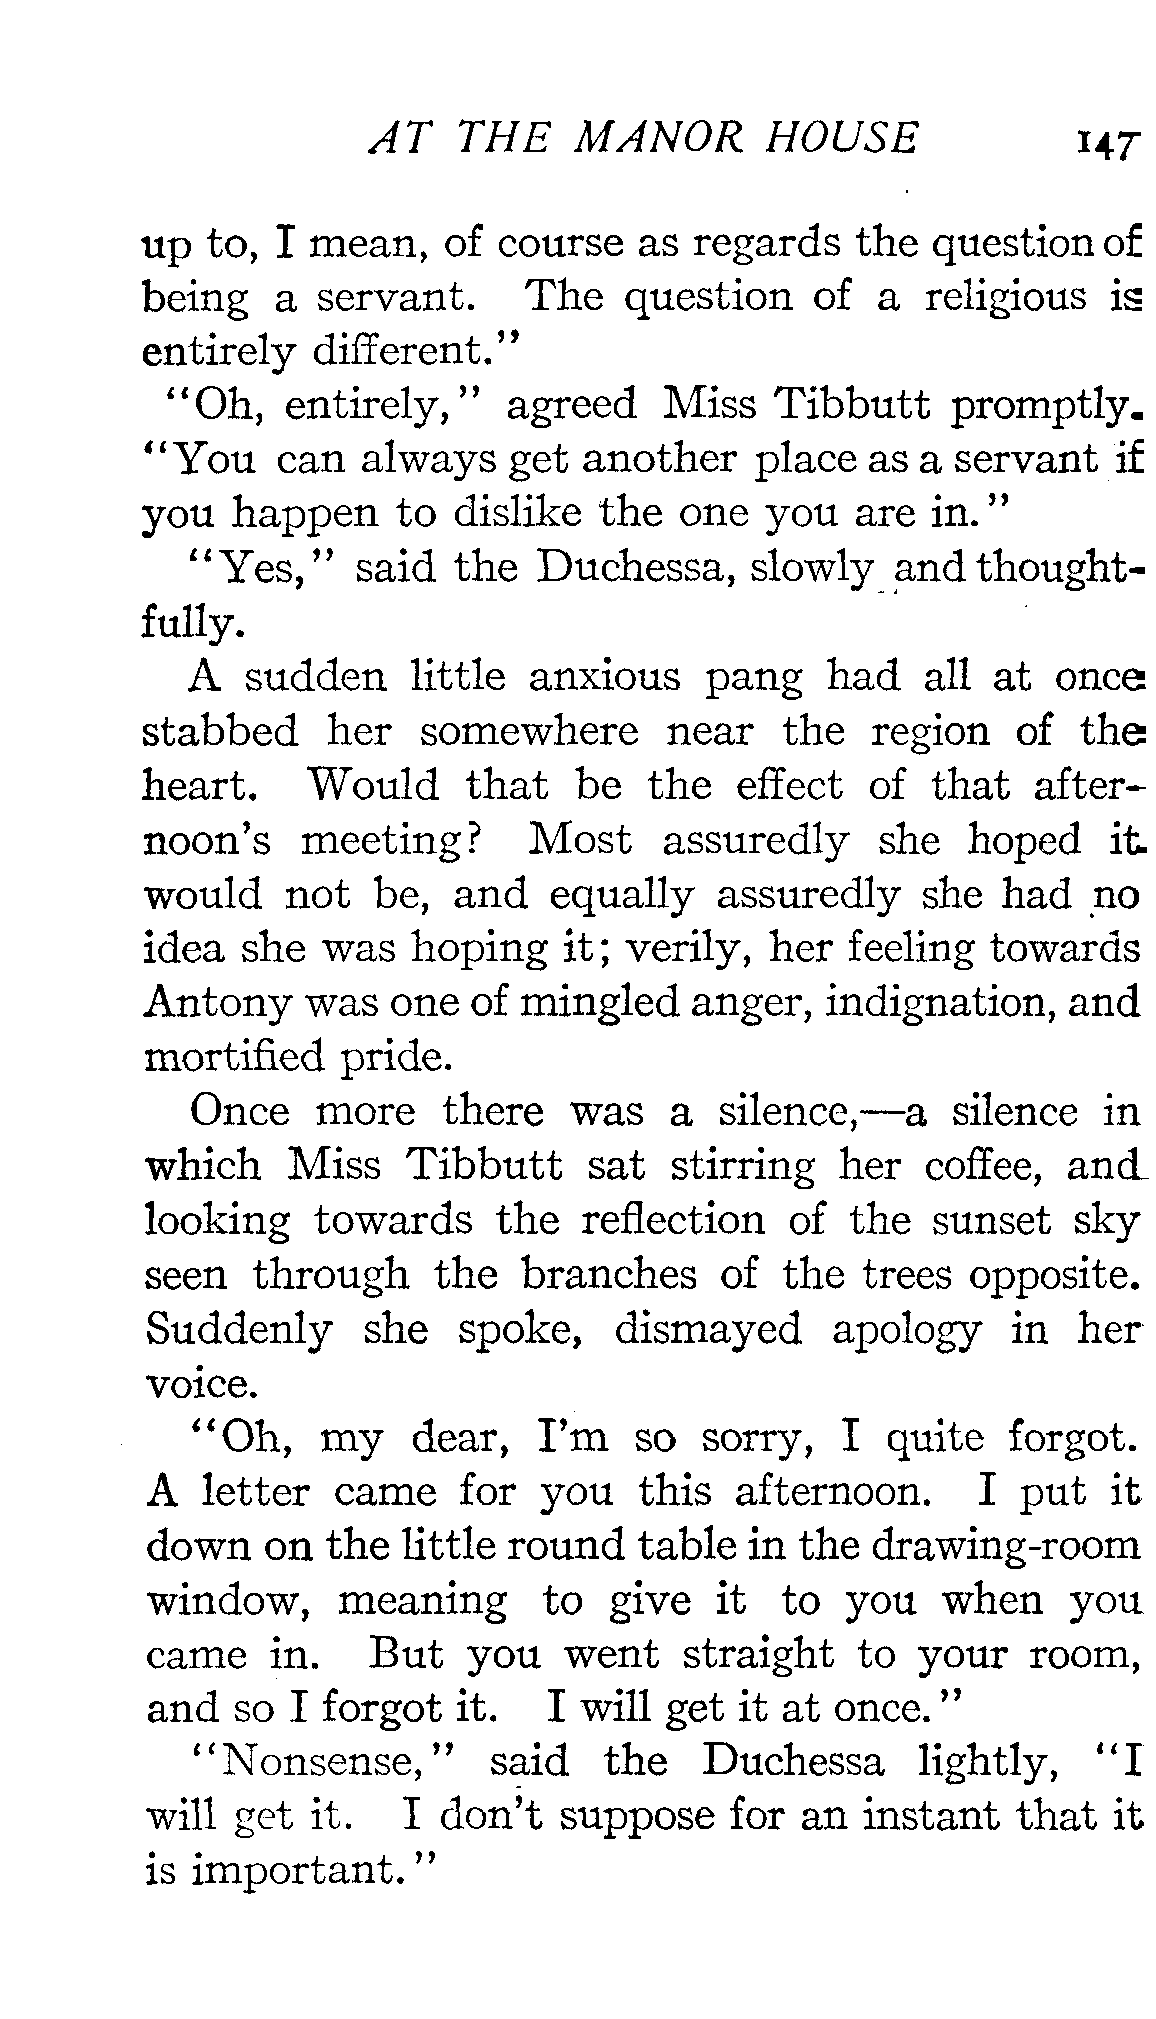 AT THE MANOR HOUSE 147
up to, I mean, of course as regards the question of
being a servant. The question of a religious is
entirely different."
"Oh, entirely," agreed Miss Tibbutt promptly.
"You can always get another place as a servant if
you happen to dislike the one you are in."
"Yes," said the Duchessa, slowly and thought-
fully.
A sudden little anxious pang had all at once
stabbed her somewhere near the region of the
heart. Would that be the effect of that after-
noon's meeting? Most assuredly she hoped it
would not be, and equally assuredly she had no
idea she was hoping it; verily, her feeling towards
Antony was one of mingled anger, indignation, and
mortified pride.
Once more there was a silence,—a silence in
which Miss Tibbutt sat stirring her coffee, and
looking towards the reflection of the sunset sky
seen through the branches of the trees opposite.
Suddenly she spoke, dismayed apology in her
voice.
"Oh, my dear, I'm so sorry, I quite forgot.
A letter came for you this afternoon. I put it
down on the little round table in the drawing-room
window, meaning to give it to you when you
came in. But you went straight to your room,
and so I forgot it. I will get it at once."
"Nonsense," said the Duchessa lightly, "I
will get it. I don't suppose for an instant that it
is important."